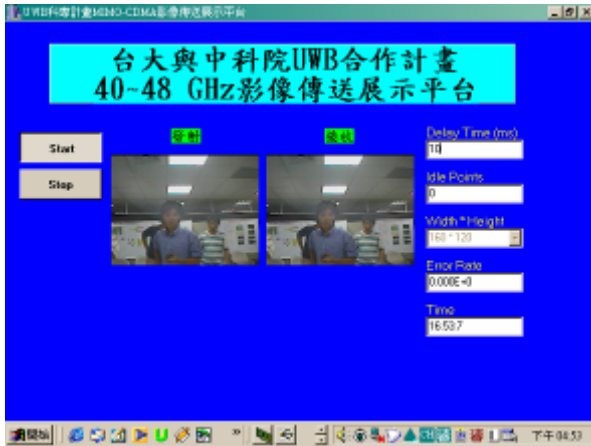 UWB科專計畫MIMO-CDMA影像傳送展示平台
台大與中科院UWB合作計畫
40~48 GHz影像傳送展示平台
Start
Stop
發射
接收
Delay Time (ms)
10
Idle Points
0
Width * Height
160 * 120
Error Rate
0.000E+0
Time
16:53:7
開始
CH
下午 04:53